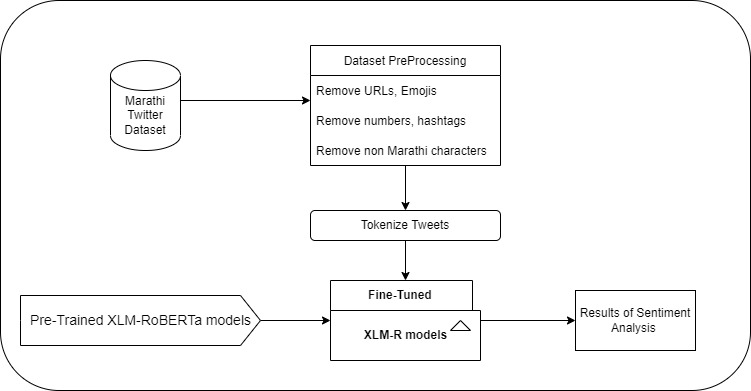 Marathi
Twitter
Dataset
Dataset PreProcessing
Remove URLs, Emojis
Remove numbers, hashtags
Remove non Marathi characters
Tokenize Tweets
Pre-Trained XLM-RoBERTa models
Fine-Tuned
XLM-R models
Results of Sentiment
Analysis